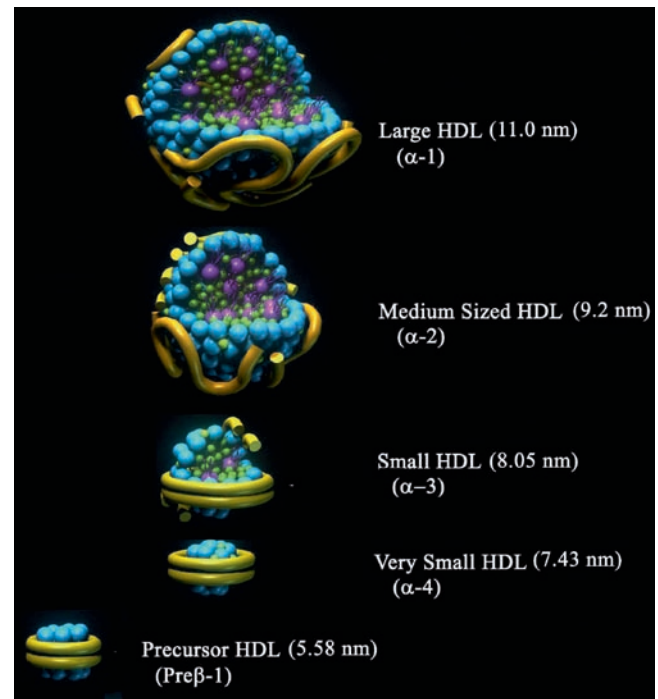 Large HDL (11.0 nm)
(α-1)
Medium Sized HDL (9.2 nm)
(α-2)
Small HDL (8.05 nm)
(α–3)
Very Small HDL (7.43 nm)
(α-4)
Precursor HDL (5.58 nm)
(Preβ-1)